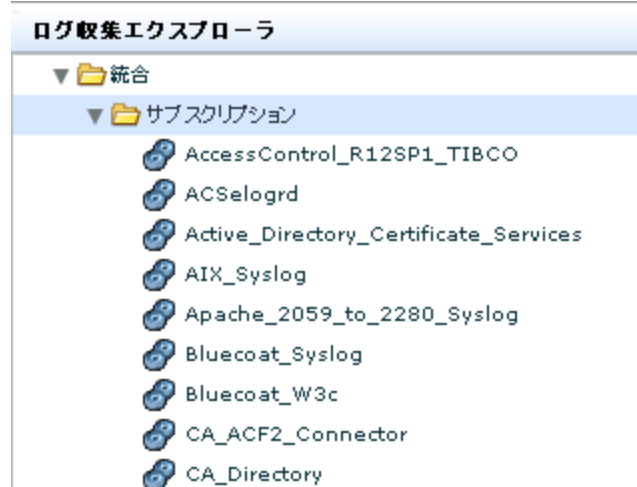 ログ収集エクスプローラ
統合
サブスクリプション
AccessControl_R12SP1_TIBCO
ACSelogrd
Active_Directory_Certificate_Services
AIX_Syslog
Apache_2059_to_2280_Syslog
Bluecoat_Syslog
Bluecoat_W3c
CA_ACF2_Connector
CA_Directory